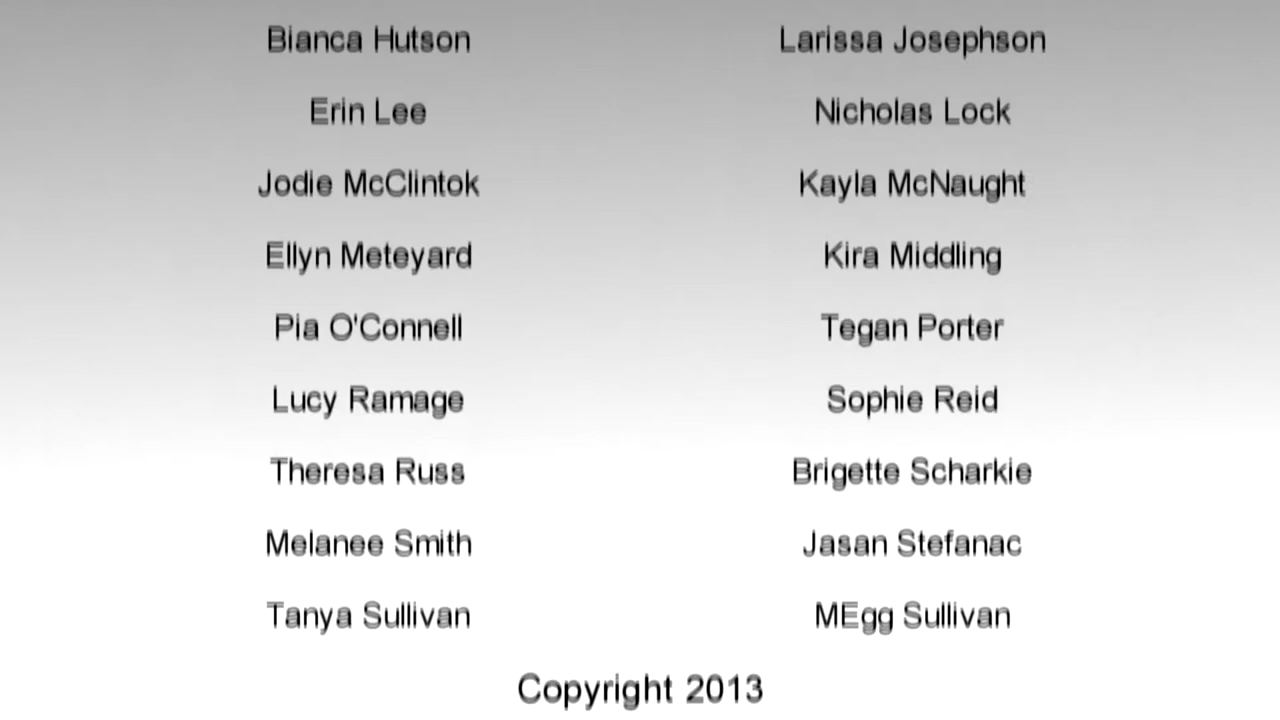 Bianca Hutson Larissa Josephson
Erin Lee Nicholas Lock
Jodie McClintok Kayla McNaught
Ellyn Meteyard Kira Middling
Pia O'Connell Tegan Porter
Lucy Ramage Sophie Reid
Theresa Russ Brigette Scharkie
Melanee Smith Jasan Stefanac
Tanya Sullivan MEgg Sullivan
Copyright 2013